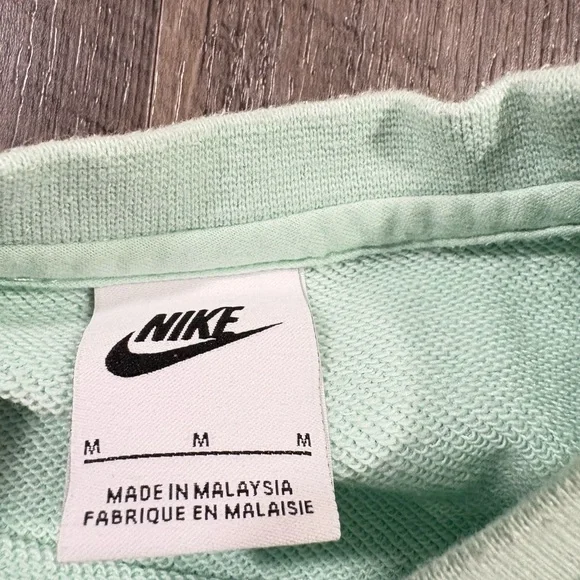 NIKE
M M M
MADE IN MALAYSIA
FABRIQUE EN MALAISIE